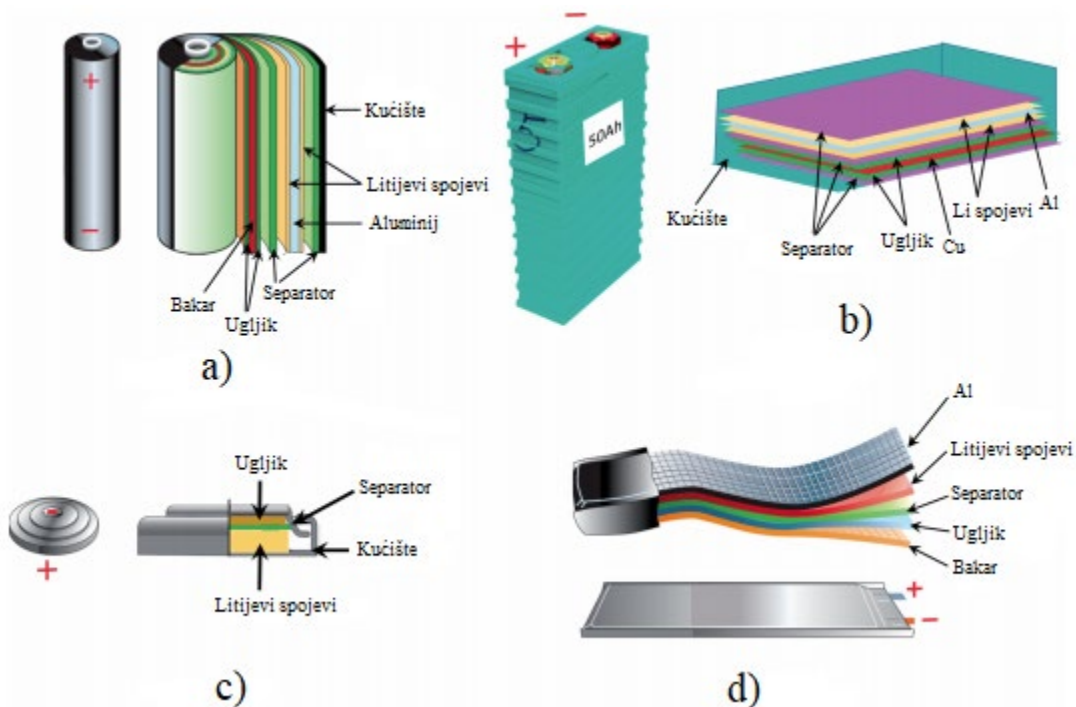 +
−
Kućište
Litijevi spojevi
Aluminij
Separator
Bakar
Ugljik
a)
+
−
50Ah
Kućište
Separator
Ugljik
Cu
Li spojevi
Al
b)
+
Ugljik
Separator
Kućište
Litijevi spojevi
c)
Al
Litijevi spojevi
Separator
Ugljik
Bakar
+
−
d)